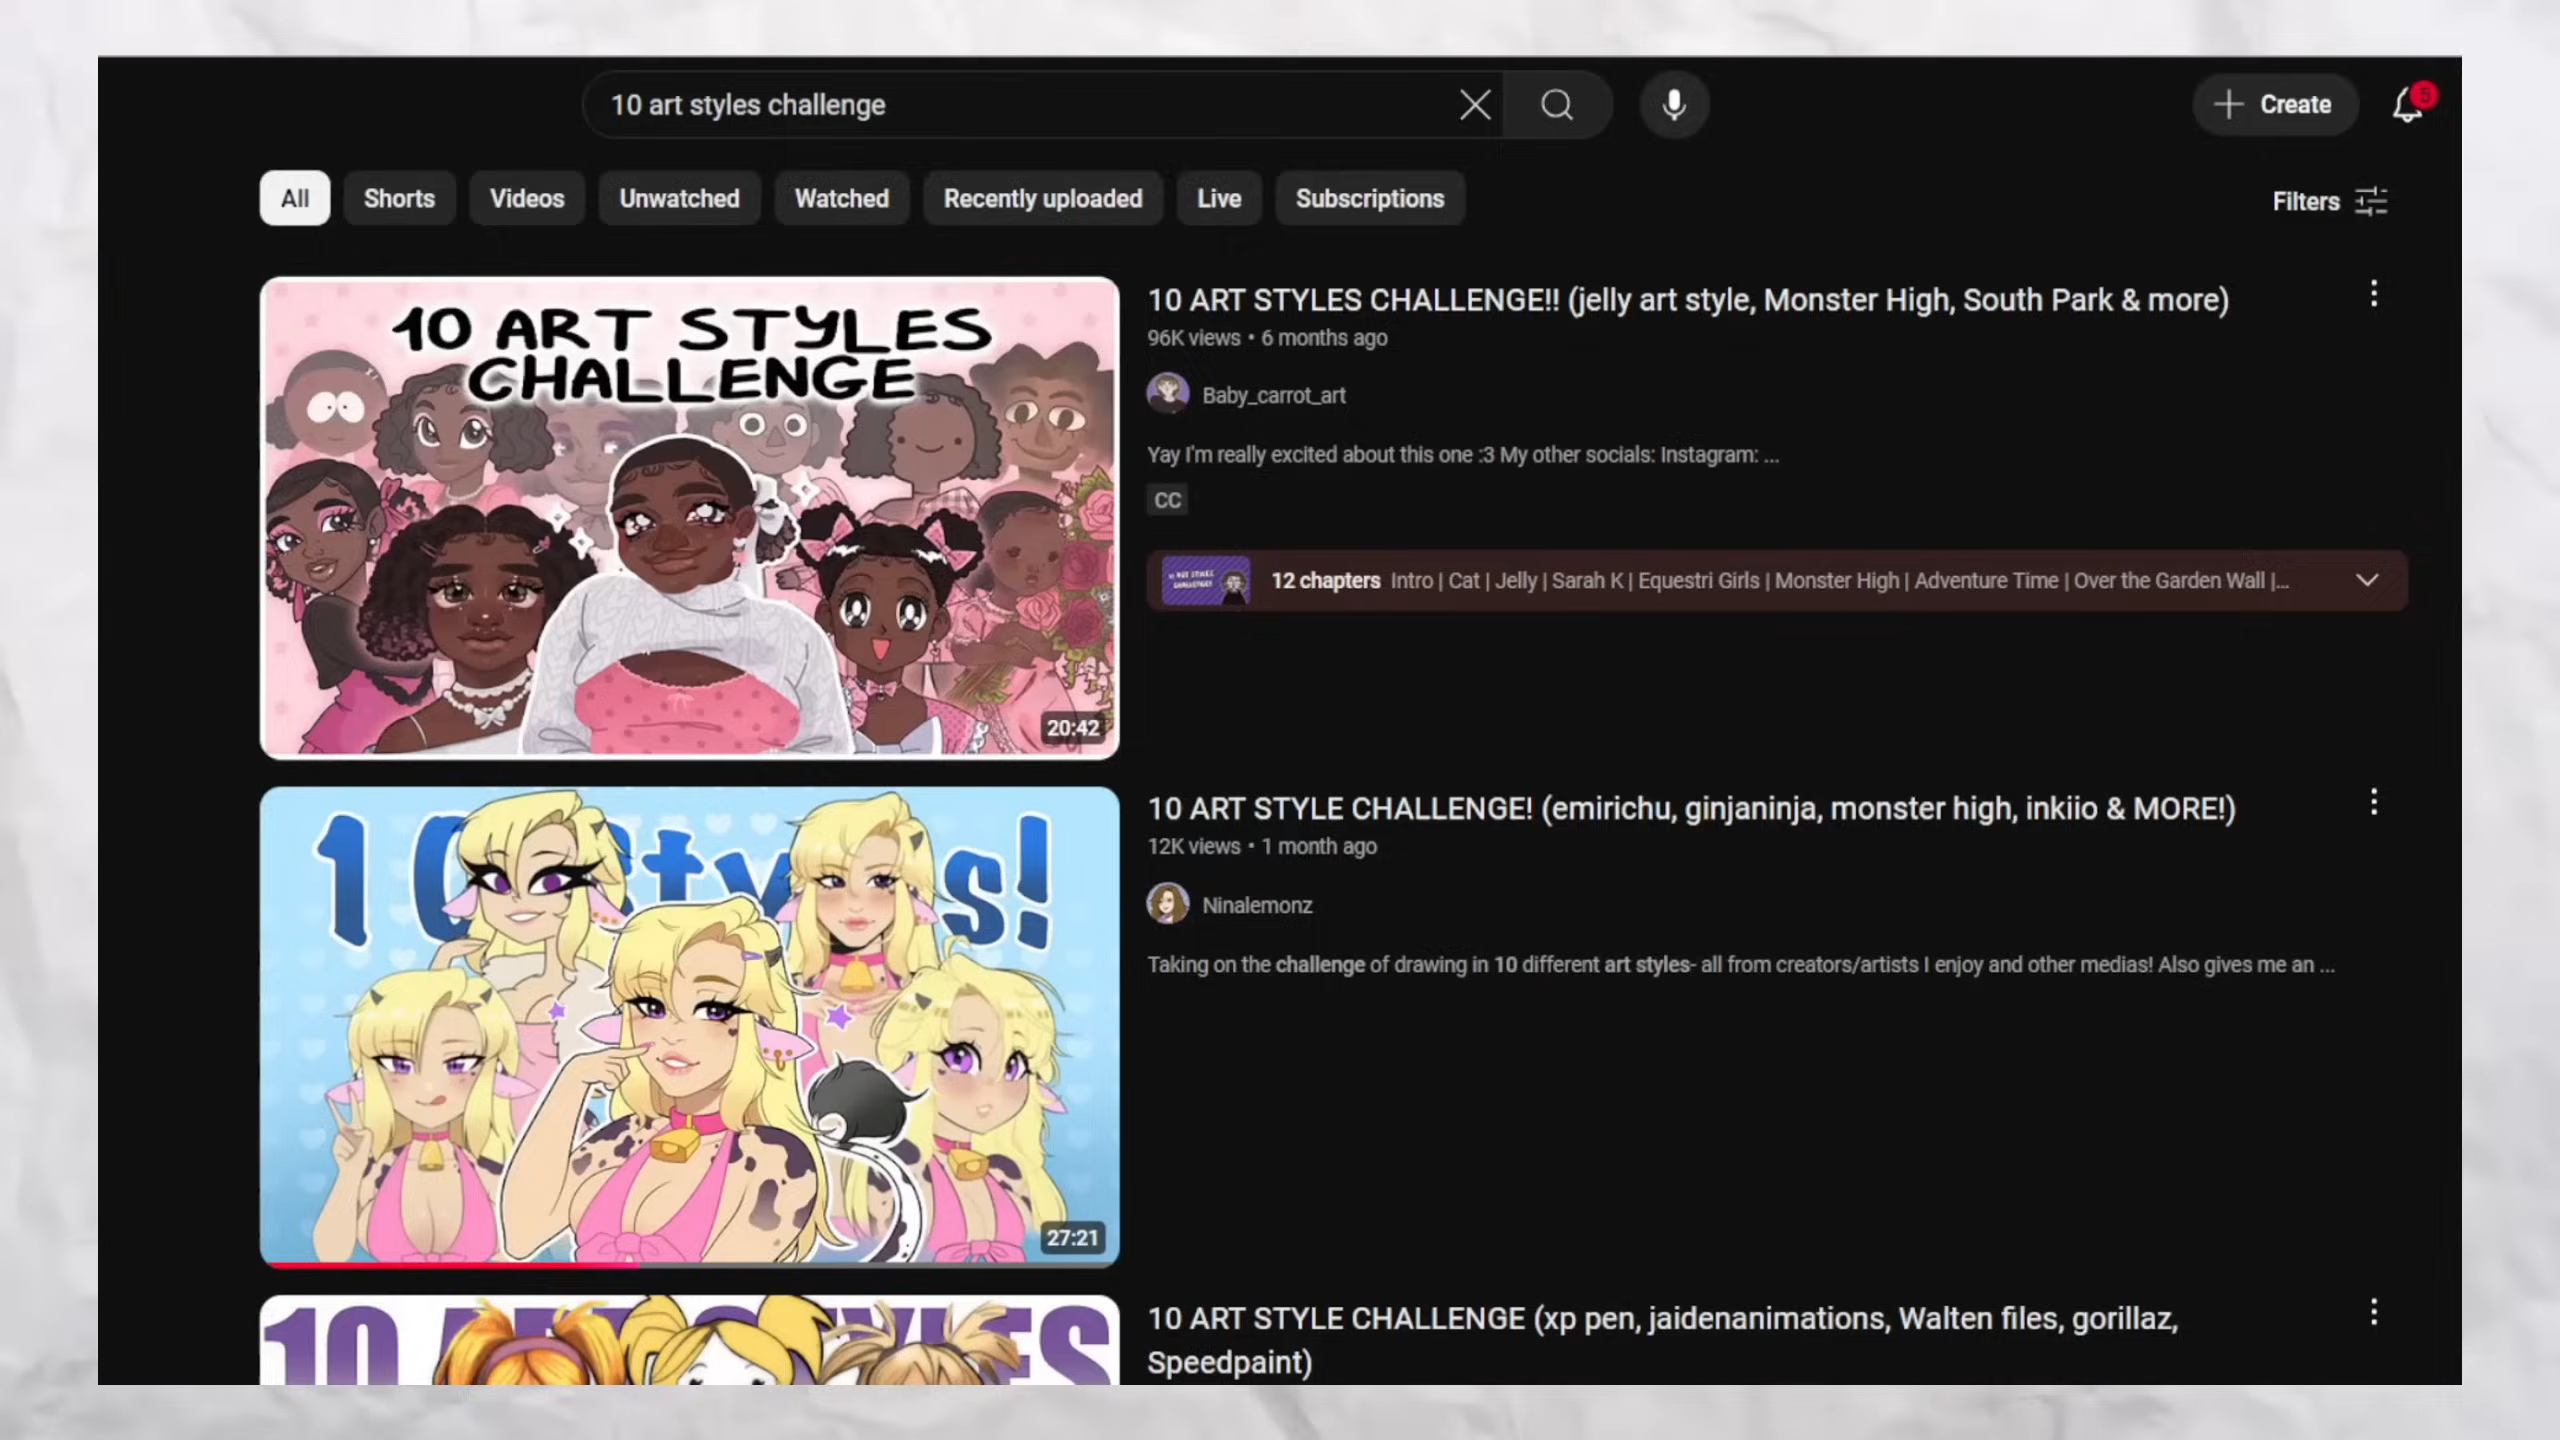 10 art styles challenge
Create
5
All
Shorts
Videos
Unwatched
Watched
Recently uploaded
Live
Subscriptions
Filters
10 ART STYLES
CHALLENGE
20:42
10 ART STYLES CHALLENGE!! (jelly art style, Monster High, South Park & more)
96K views • 6 months ago
Baby_carrot_art
Yay I'm really excited about this one :3 My other socials: Instagram: ...
CC
12 chapters Intro | Cat | Jelly | Sarah K | Equestri Girls | Monster High | Adventure Time | Over the Garden Wall |...
10 Styles!
27:21
10 ART STYLE CHALLENGE! (emirichu, ginjaninja, monster high, inkiio & MORE!)
12K views • 1 month ago
Ninalemonz
Taking on the challenge of drawing in 10 different art styles- all from creators/artists I enjoy and other medias! Also gives me an ...
10 ART STYLES
10 ART STYLE CHALLENGE (xp pen, jaidenanimations, Walten files, gorillaz,
Speedpaint)